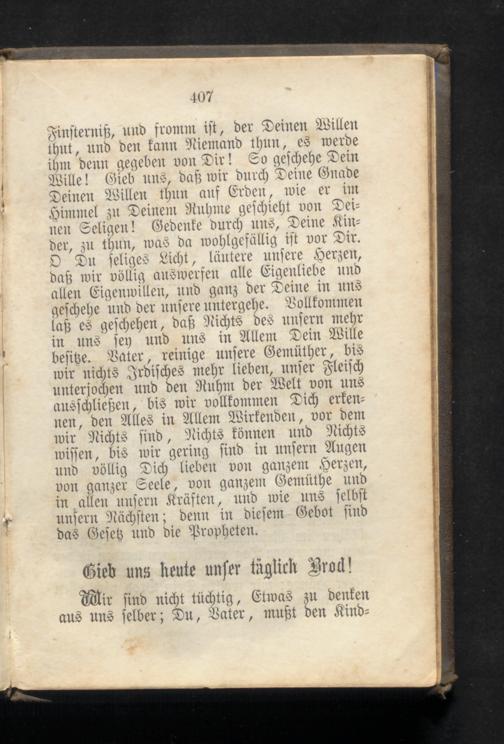 407
Finsterniß, und fromm ist, der Deinen Willen
thut, und den kann Niemand thun, es werde
ihm denn gegeben von Dir! So geschehe Dein
Wille! Gieb uns, daß wir durch Deine Gnade
Deinen Willen thun auf Erden, wie er im
Himmel zu Deinem Ruhme geschieht von Dei-
nen Seligen! Gedenke durch uns, Deine Kin-
der, zu thun, was da wohlgefällig ist vor Dir.
O Du seliges Licht, läutere unsere Herzen,
daß wir völlig auswerfen alle Eigenliebe und
allen Eigenwillen, und ganz der Deine in uns
geschehe und der unsere untergehe. Vollkommen
laß es geschehen, daß Nichts des unsern mehr
in uns sey und uns in Allem Dein Wille
besitze. Vater, reinige unsere Gemüther, bis
wir nichts Irdisches mehr lieben, unser Fleisch
unterjochen und den Ruhm der Welt von uns
ausschließen, bis wir vollkommen Dich erken-
nen, den Alles in Allem Wirkenden, vor dem
wir Nichts sind, Nichts können und Nichts
wissen, bis wir gering sind in unsern Augen
und völlig Dich lieben von ganzem Herzen,
von ganzer Seele, von ganzem Gemüthe und
in allen unsern Kräften, und wie uns selbst
unsern Nächsten; denn in diesem Gebot sind
das Gesetz und die Propheten.
Gieb uns heute unser täglich Brod!
Wir sind nicht tüchtig, Etwas zu denken
aus uns selber; Du, Vater, mußt den Kind-